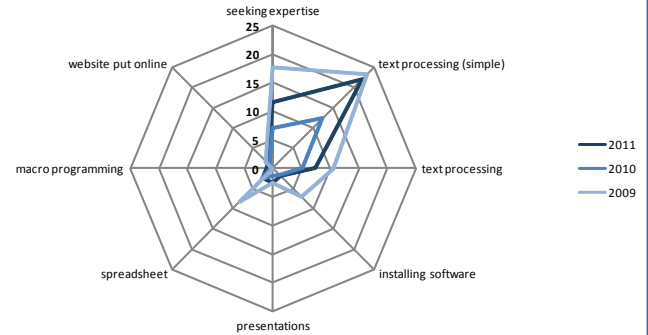 seeking expertise
25
20
website put online
text processing (simple)
15
10
5
2011
macro programming
0
text processing
2010
2009
spreadsheet
installing software
presentations